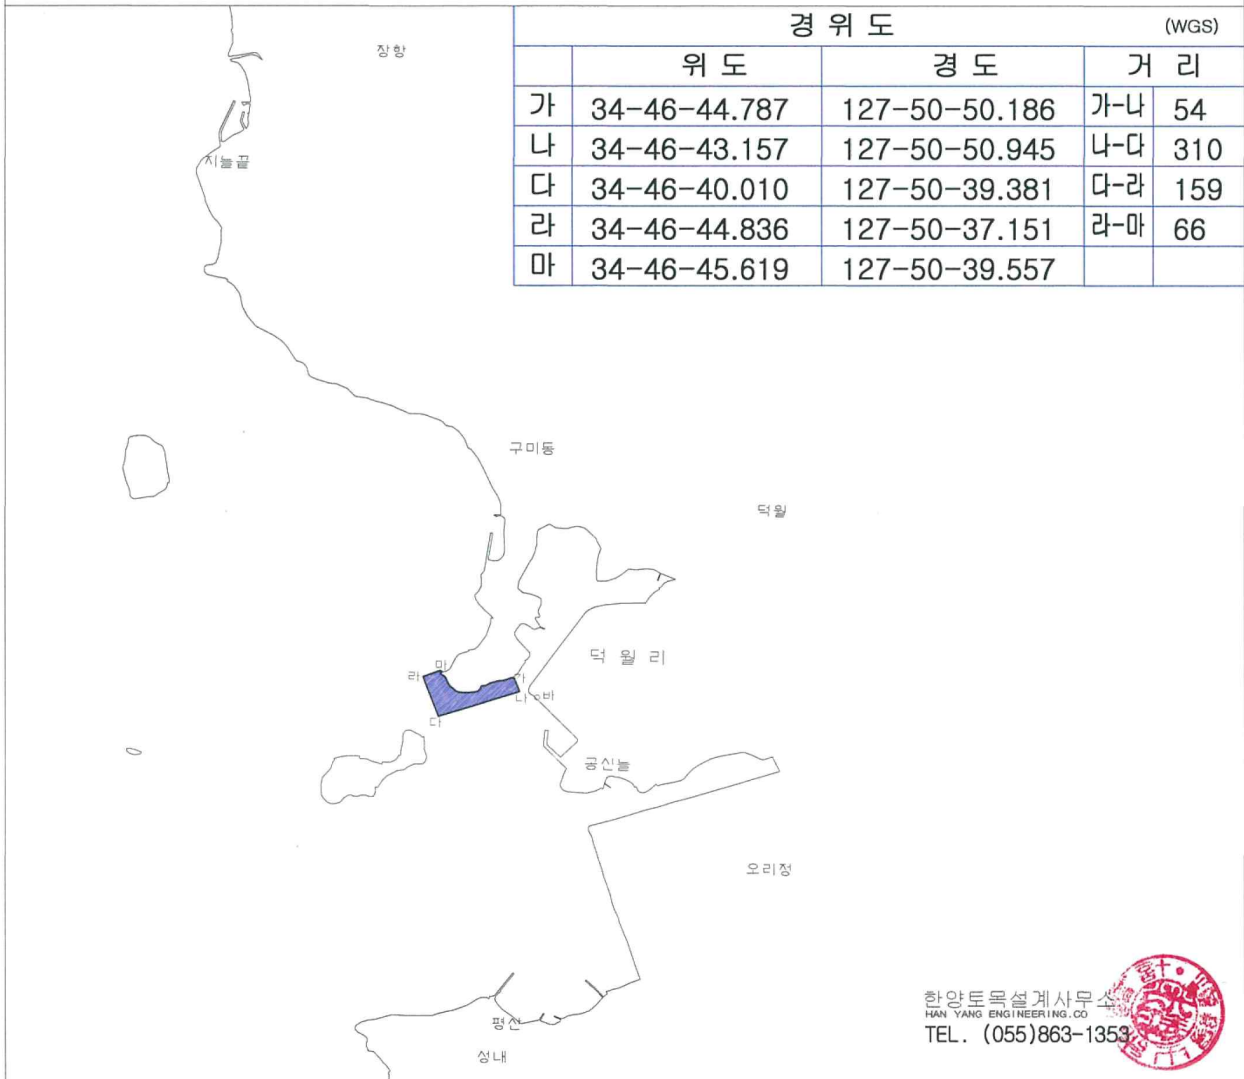 경 위 도 (WGS)
위 도 경 도 거 리
가 34-46-44.787 127-50-50.186 가-나 54
나 34-46-43.157 127-50-50.945 나-다 310
다 34-46-40.010 127-50-39.381 다-라 159
라 34-46-44.836 127-50-37.151 라-마 66
마 34-46-45.619 127-50-39.557
장항
지늘끝
구미동
덕월
덕 월 리
마
라
가
나
바
다
공신늘
오리정
평산
성내
한양토목설계사무소
HAN YANG ENGINEERING.CO
TEL. (055)863-1353